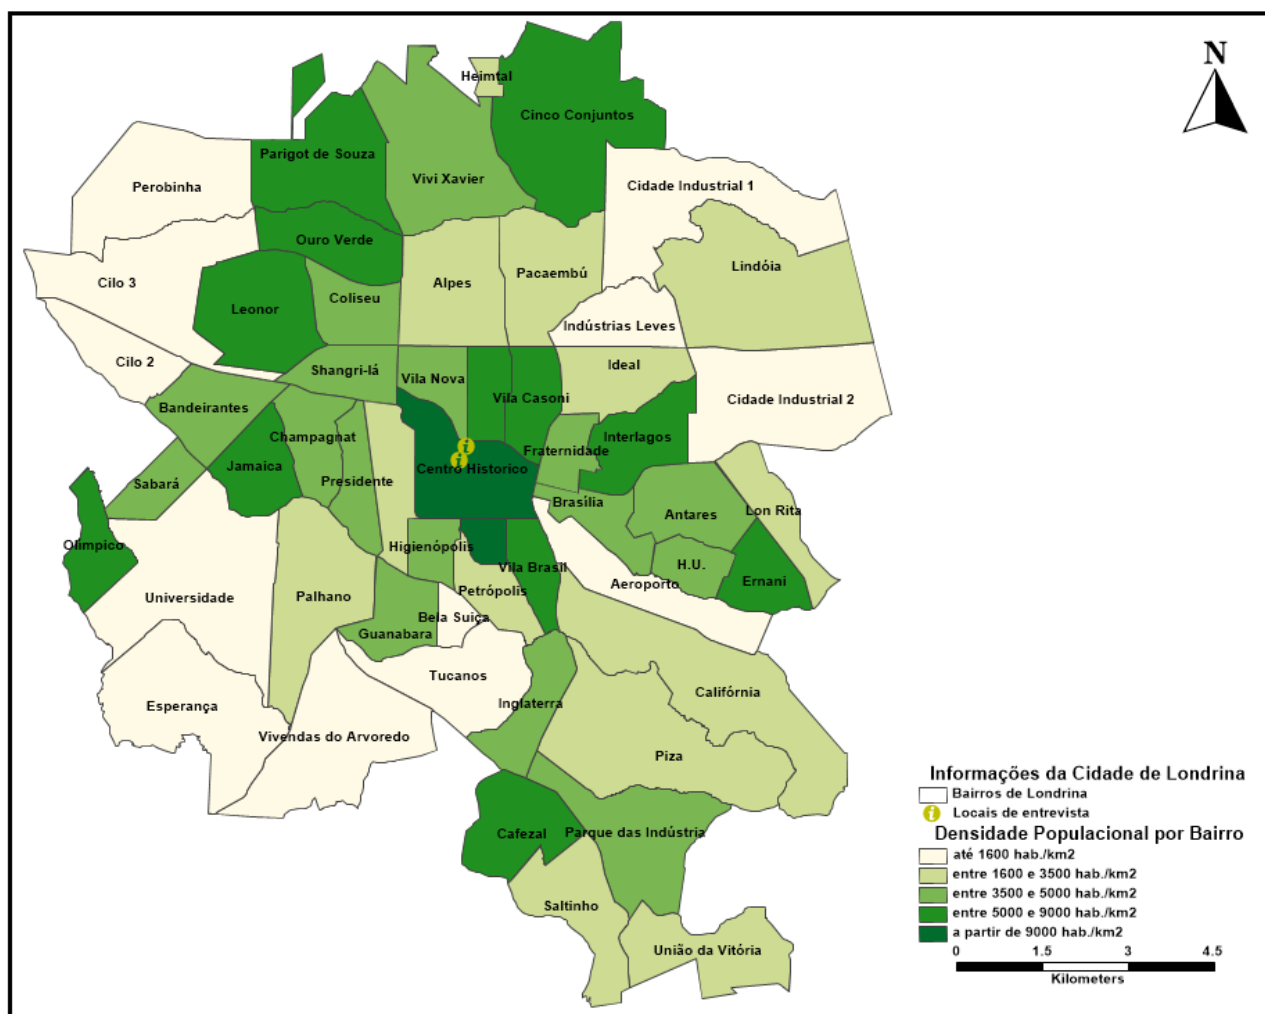 N
Heimtal
Cinco Conjuntos
Parigot de Souza
Vivi Xavier
Perobinha
Cidade Industrial 1
Ouro Verde
Lindóia
Pacaembú
Cilo 3
Alpes
Coliseu
Leonor
Indústrias Leves
Cilo 2
Shangri-lá
Ideal
Vila Nova
Vila Casoni
Cidade Industrial 2
Bandeirantes
Champagnat
Interlagos
Fraternidade
Jamaica
Centro Historico
Presidente
Sabará
Brasília
Lon Rita
Antares
Olimpico
Higienópolis
Vila Brasil
H.U.
Aeroporto
Ernani
Petrópolis
Universidade
Palhano
Bela Suiça
Guanabara
Tucanos
Califórnia
Inglaterra
Esperança
Vivendas do Arvoredo
Piza
Cafezal
Parque das Indústria
Saltinho
União da Vitória
Informações da Cidade de Londrina
Bairros de Londrina
i Locais de entrevista
Densidade Populacional por Bairro
até 1600 hab./km2
entre 1600 e 3500 hab./km2
entre 3500 e 5000 hab./km2
entre 5000 e 9000 hab./km2
a partir de 9000 hab./km2
0 1.5 3 4.5
Kilometers